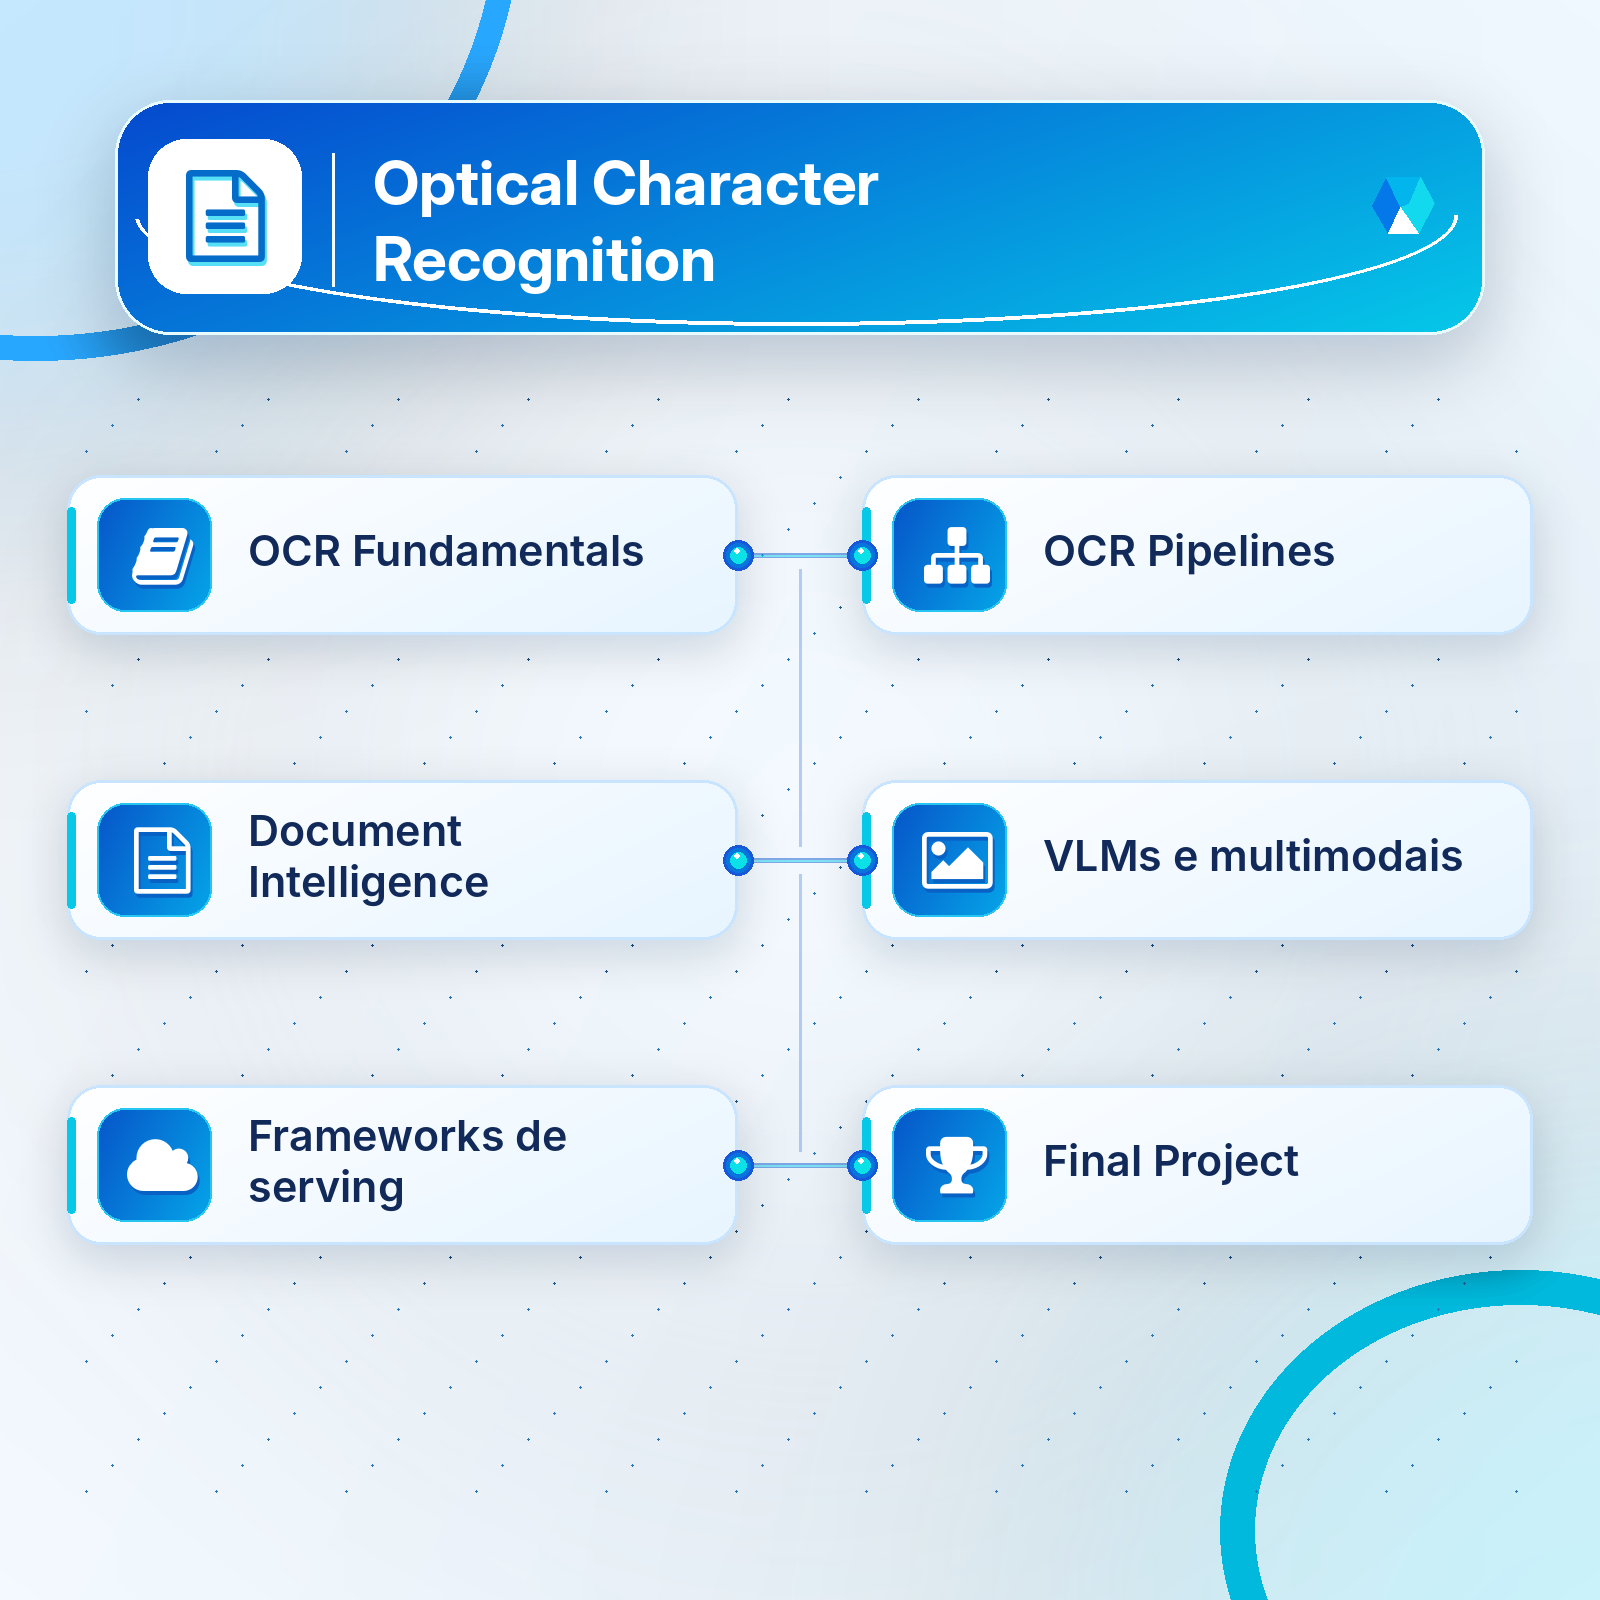 Optical Character
Recognition
OCR Fundamentals
OCR Pipelines
Document
Intelligence
VLMs e multimodais
Frameworks de
serving
Final Project